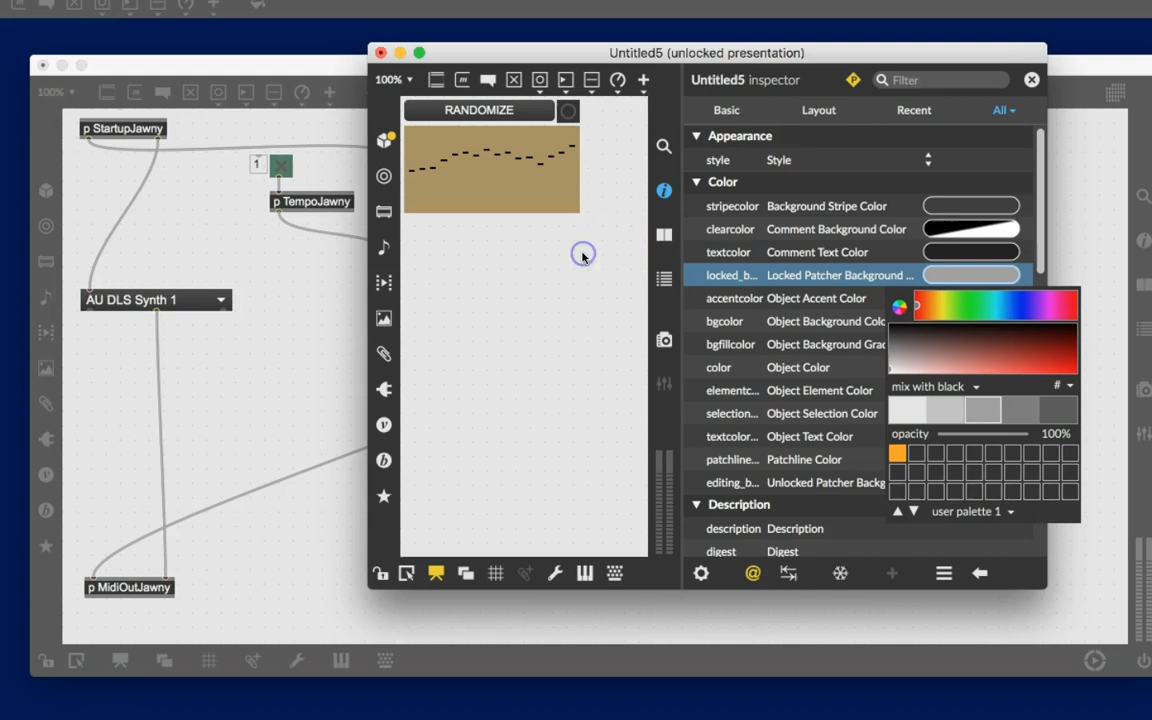 Untitled5 (unlocked presentation)
100%
100%
RANDOMIZE
Untitled5 inspector
Filter
Basic
Layout
Recent
All
p StartupJawny
1
p TempoJawny
AU DLS Synth 1
p MidiOutJawny
Appearance
style Style
Color
stripecolor Background Stripe Color
clearcolor Comment Background Color
textcolor Comment Text Color
locked_b... Locked Patcher Background ...
accentcolor Object Accent Color
bgcolor Object Background Colo
bgfillcolor Object Background Grac
color Object Color
elementc... Object Element Color
selection... Object Selection Color
textcolor... Object Text Color
patchline... Patchline Color
editing_b... Unlocked Patcher Backg
Description
description Description
digest Digest
mix with black
#
opacity 100%
user palette 1